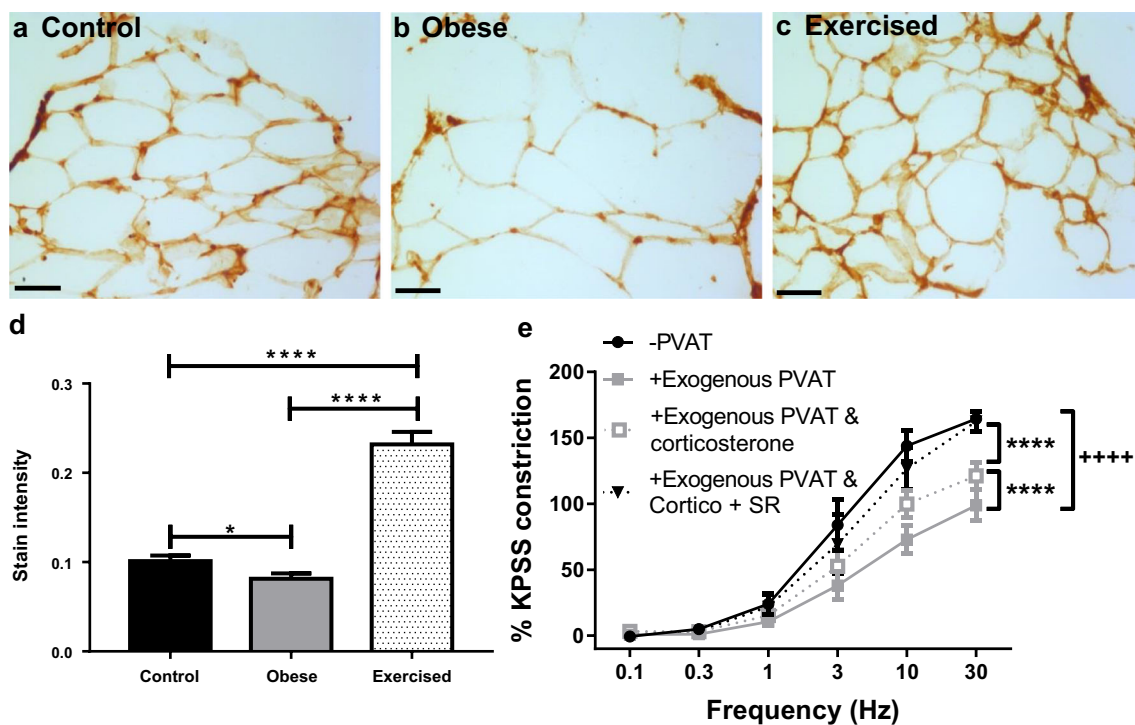 a Control
b Obese
c Exercised
d
****
****
*
0.3
0.2
0.1
0.0
Stain intensity
Control
Obese
Exercised
e
-PVAT
+Exogenous PVAT
+Exogenous PVAT &
corticosterone
+Exogenous PVAT &
Cortico + SR
200
150
100
50
0
% KPSS constriction
0.1
0.3
1
3
10
30
Frequency (Hz)
****
****
++++